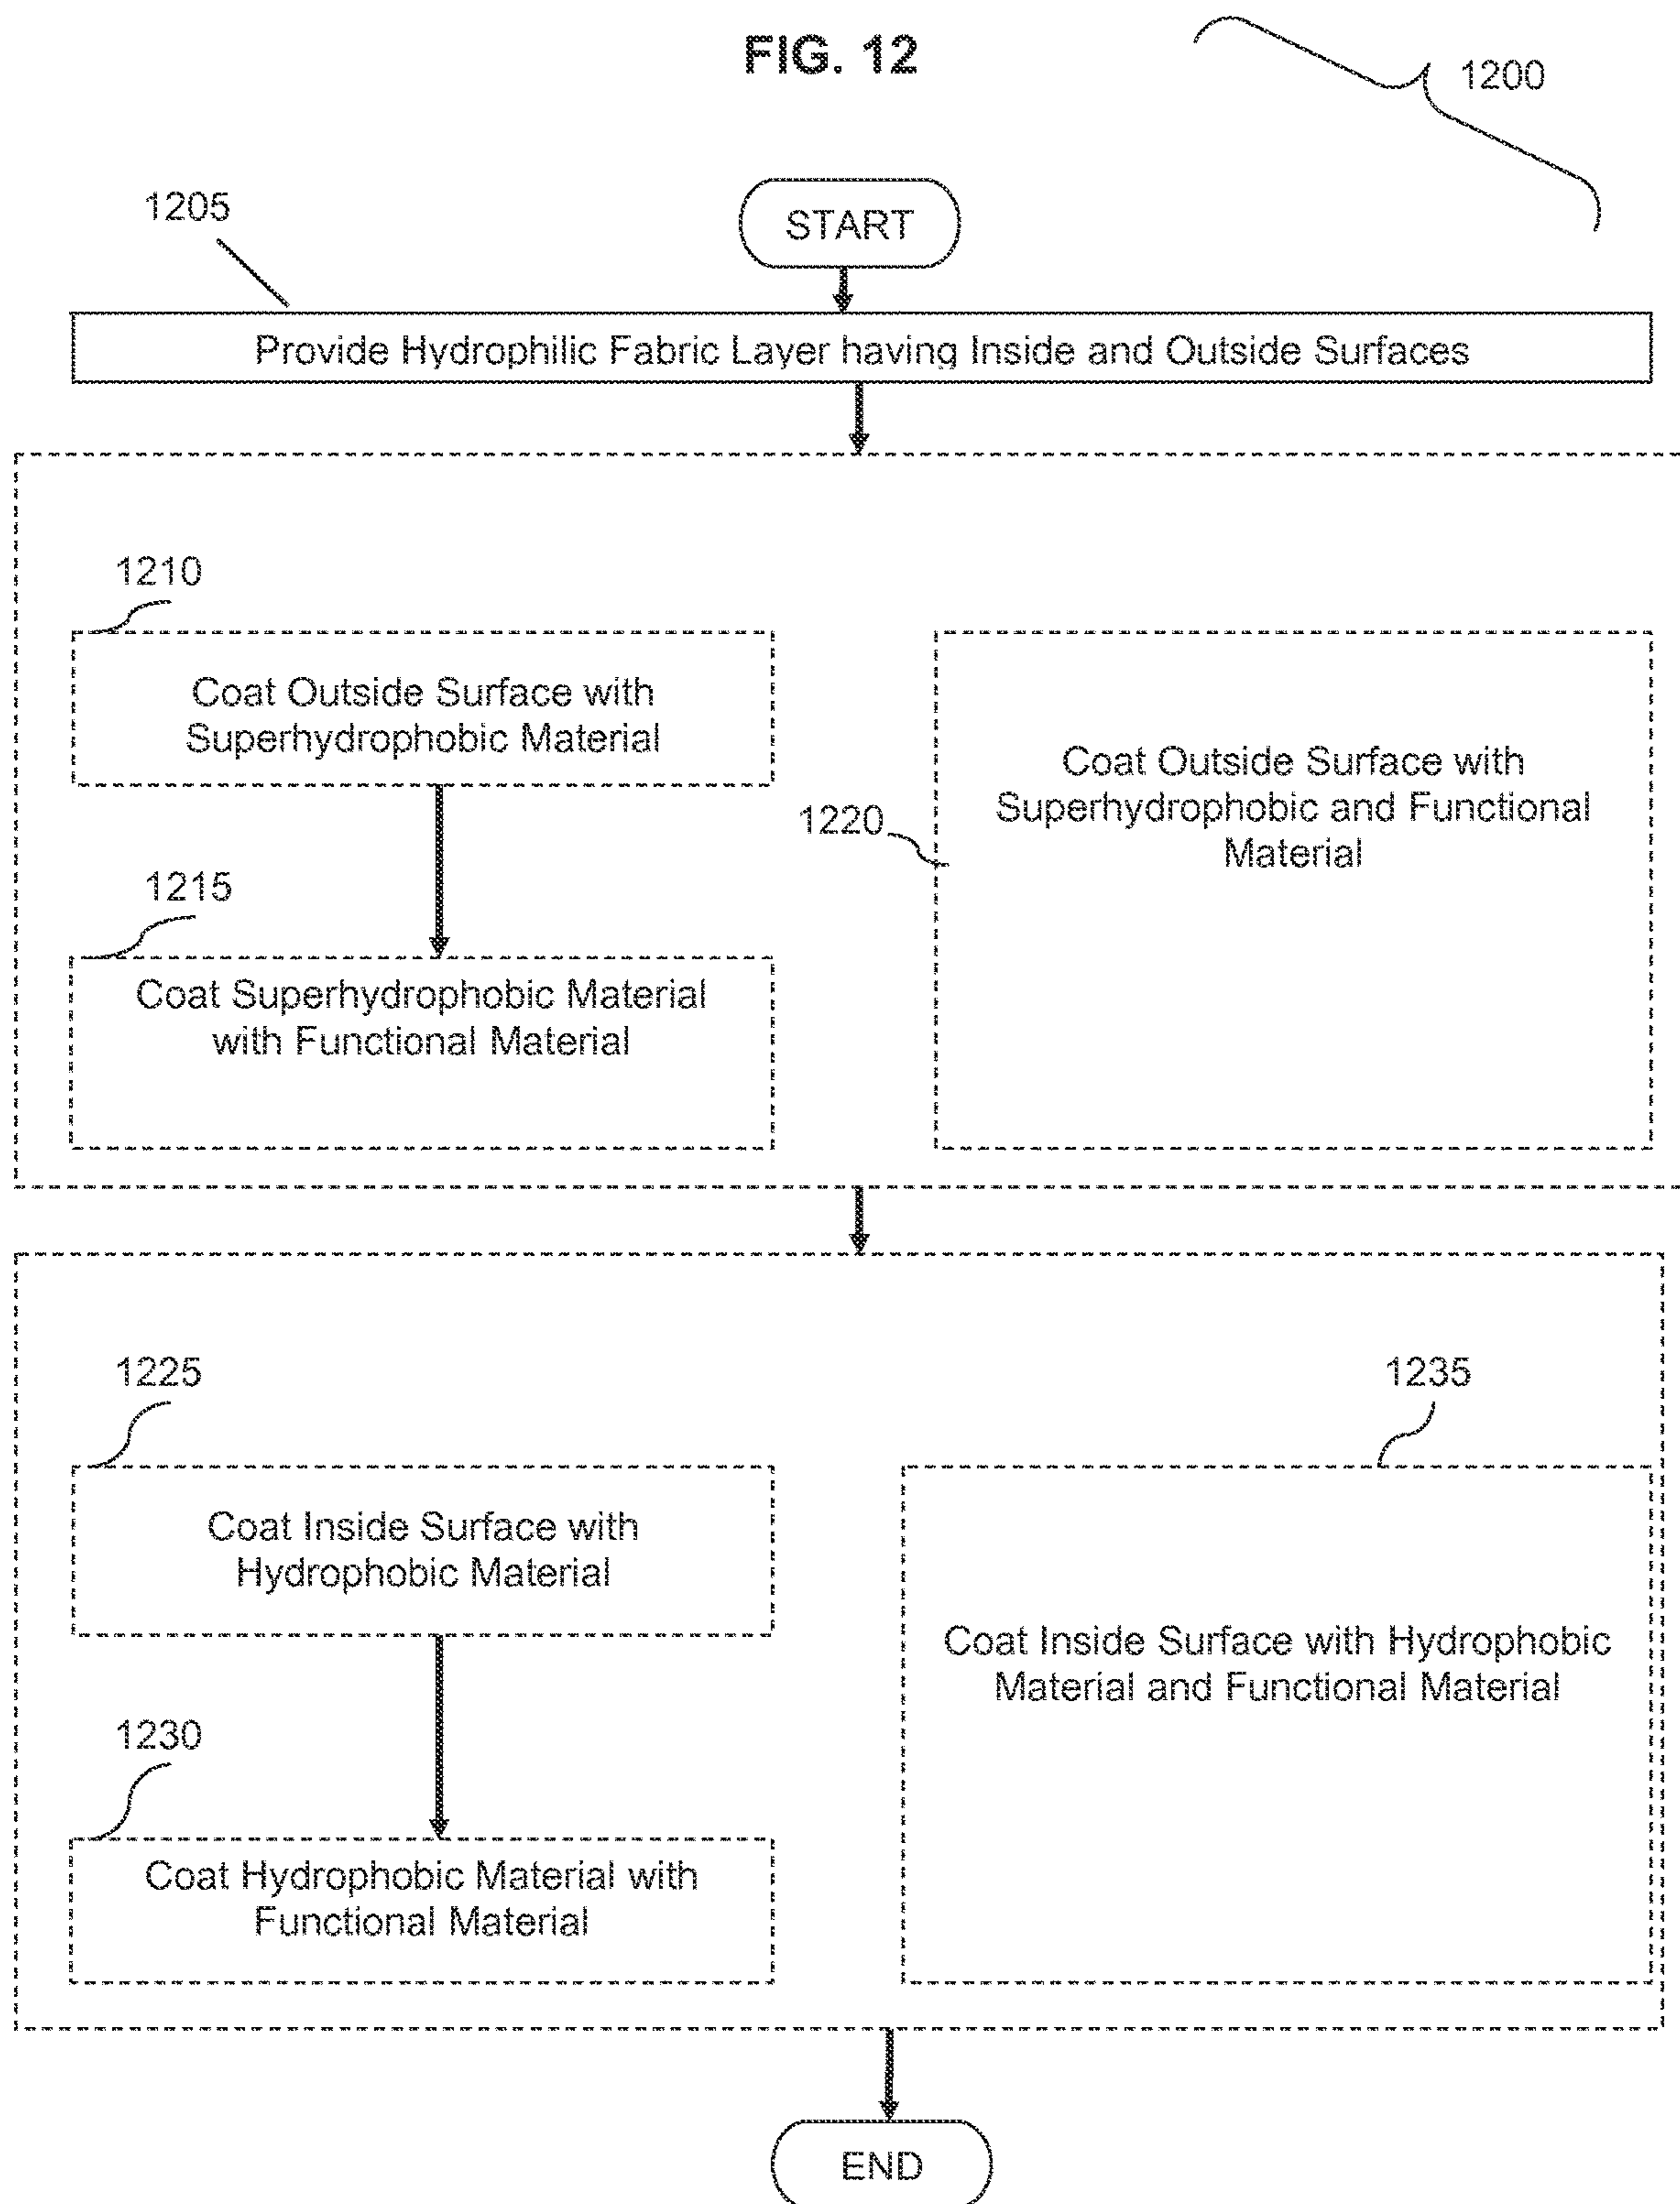 FIG. 12
1200
START
1205
Provide Hydrophilic Fabric Layer having Inside and Outside Surfaces
1210
Coat Outside Surface with
Superhydrophobic Material
1215
Coat Superhydrophobic Material
with Functional Material
1220
Coat Outside Surface with
Superhydrophobic and Functional
Material
1225
Coat Inside Surface with
Hydrophobic Material
1230
Coat Hydrophobic Material with
Functional Material
1235
Coat Inside Surface with Hydrophobic
Material and Functional Material
END